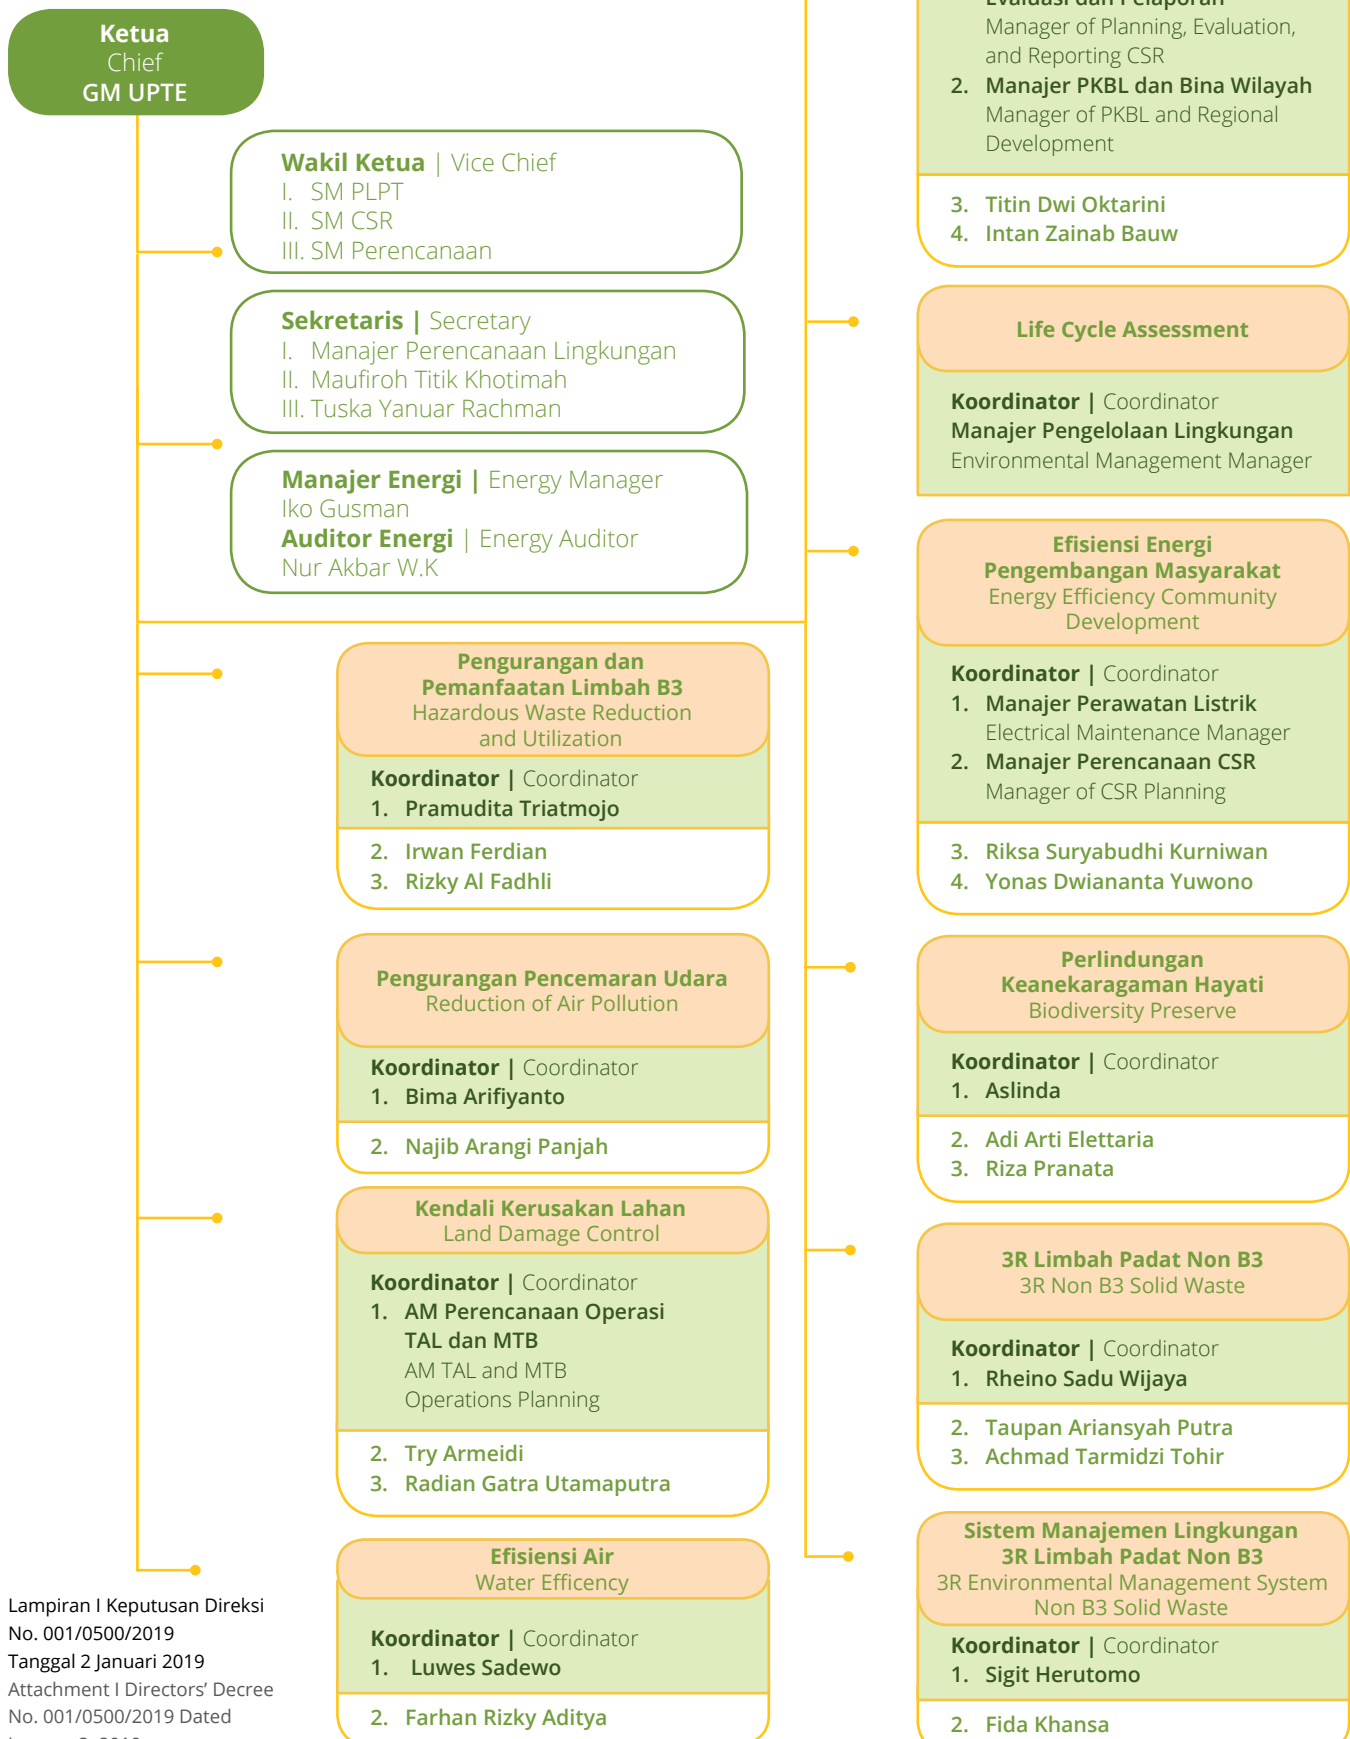 Ketua
Chief
GM UPTE
Wakil Ketua | Vice Chief
I. SM PLPT
II. SM CSR
III. SM Perencanaan
Sekretaris | Secretary
I. Manajer Perencanaan Lingkungan
II. Maufiroh Titik Khotimah
III. Tuska Yanuar Rachman
Manajer Energi | Energy Manager
Iko Gusman
Auditor Energi | Energy Auditor
Nur Akbar W.K
Pengurangan dan
Pemanfaatan Limbah B3
Hazardous Waste Reduction
and Utilization
Koordinator | Coordinator
1. Pramudita Triatmojo
2. Irwan Ferdian
3. Rizky Al Fadhli
Pengurangan Pencemaran Udara
Reduction of Air Pollution
Koordinator | Coordinator
1. Bima Arifiyanto
2. Najib Arangi Panjah
Kendali Kerusakan Lahan
Land Damage Control
Koordinator | Coordinator
1. AM Perencanaan Operasi
TAL dan MTB
AM TAL and MTB
Operations Planning
2. Try Armeidi
3. Radian Gatra Utamaputra
Efisiensi Air
Water Efficency
Koordinator | Coordinator
1. Luwes Sadewo
2. Farhan Rizky Aditya
Lampiran I Keputusan Direksi
No. 001/0500/2019
Tanggal 2 Januari 2019
Attachment I Directors' Decree
No. 001/0500/2019 Dated
Evaluasi dan Pelaporan
Manager of Planning, Evaluation,
and Reporting CSR
2. Manajer PKBL dan Bina Wilayah
Manager of PKBL and Regional
Development
3. Titin Dwi Oktarini
4. Intan Zainab Bauw
Life Cycle Assessment
Koordinator | Coordinator
Manajer Pengelolaan Lingkungan
Environmental Management Manager
Efisiensi Energi
Pengembangan Masyarakat
Energy Efficiency Community
Development
Koordinator | Coordinator
1. Manajer Perawatan Listrik
Electrical Maintenance Manager
2. Manajer Perencanaan CSR
Manager of CSR Planning
3. Riksa Suryabudhi Kurniwan
4. Yonas Dwiananta Yuwono
Perlindungan
Keanekaragaman Hayati
Biodiversity Preserve
Koordinator | Coordinator
1. Aslinda
2. Adi Arti Elettaria
3. Riza Pranata
3R Limbah Padat Non B3
3R Non B3 Solid Waste
Koordinator | Coordinator
1. Rheino Sadu Wijaya
2. Taupan Ariansyah Putra
3. Achmad Tarmidzi Tohir
Sistem Manajemen Lingkungan
3R Limbah Padat Non B3
3R Environmental Management System
Non B3 Solid Waste
Koordinator | Coordinator
1. Sigit Herutomo
2. Fida Khansa